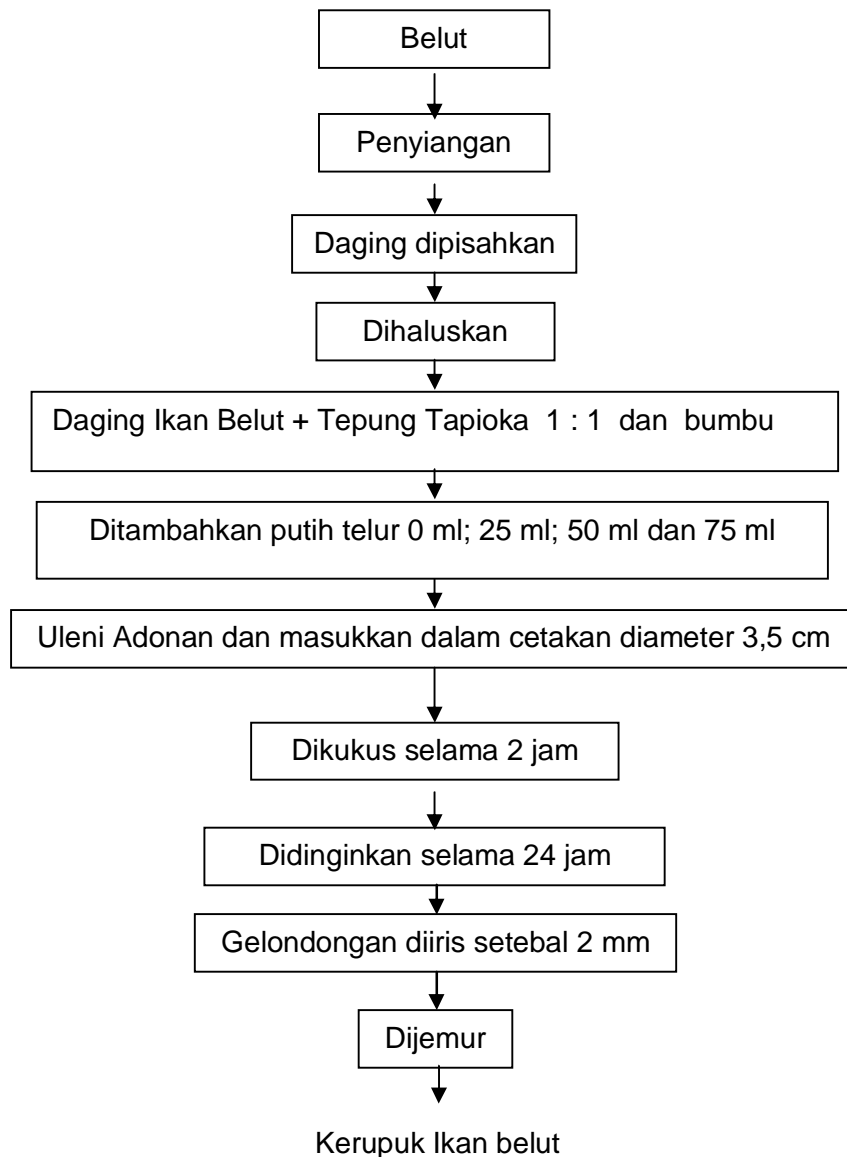 Belut
Penyiangan
Daging dipisahkan
Dihaluskan
Daging Ikan Belut + Tepung Tapioka 1 : 1 dan bumbu
Ditambahkan putih telur 0 ml; 25 ml; 50 ml dan 75 ml
Uleni Adonan dan masukkan dalam cetakan diameter 3,5 cm
Dikukus selama 2 jam
Didinginkan selama 24 jam
Gelondongan diiris setebal 2 mm
Dijemur
Kerupuk Ikan belut